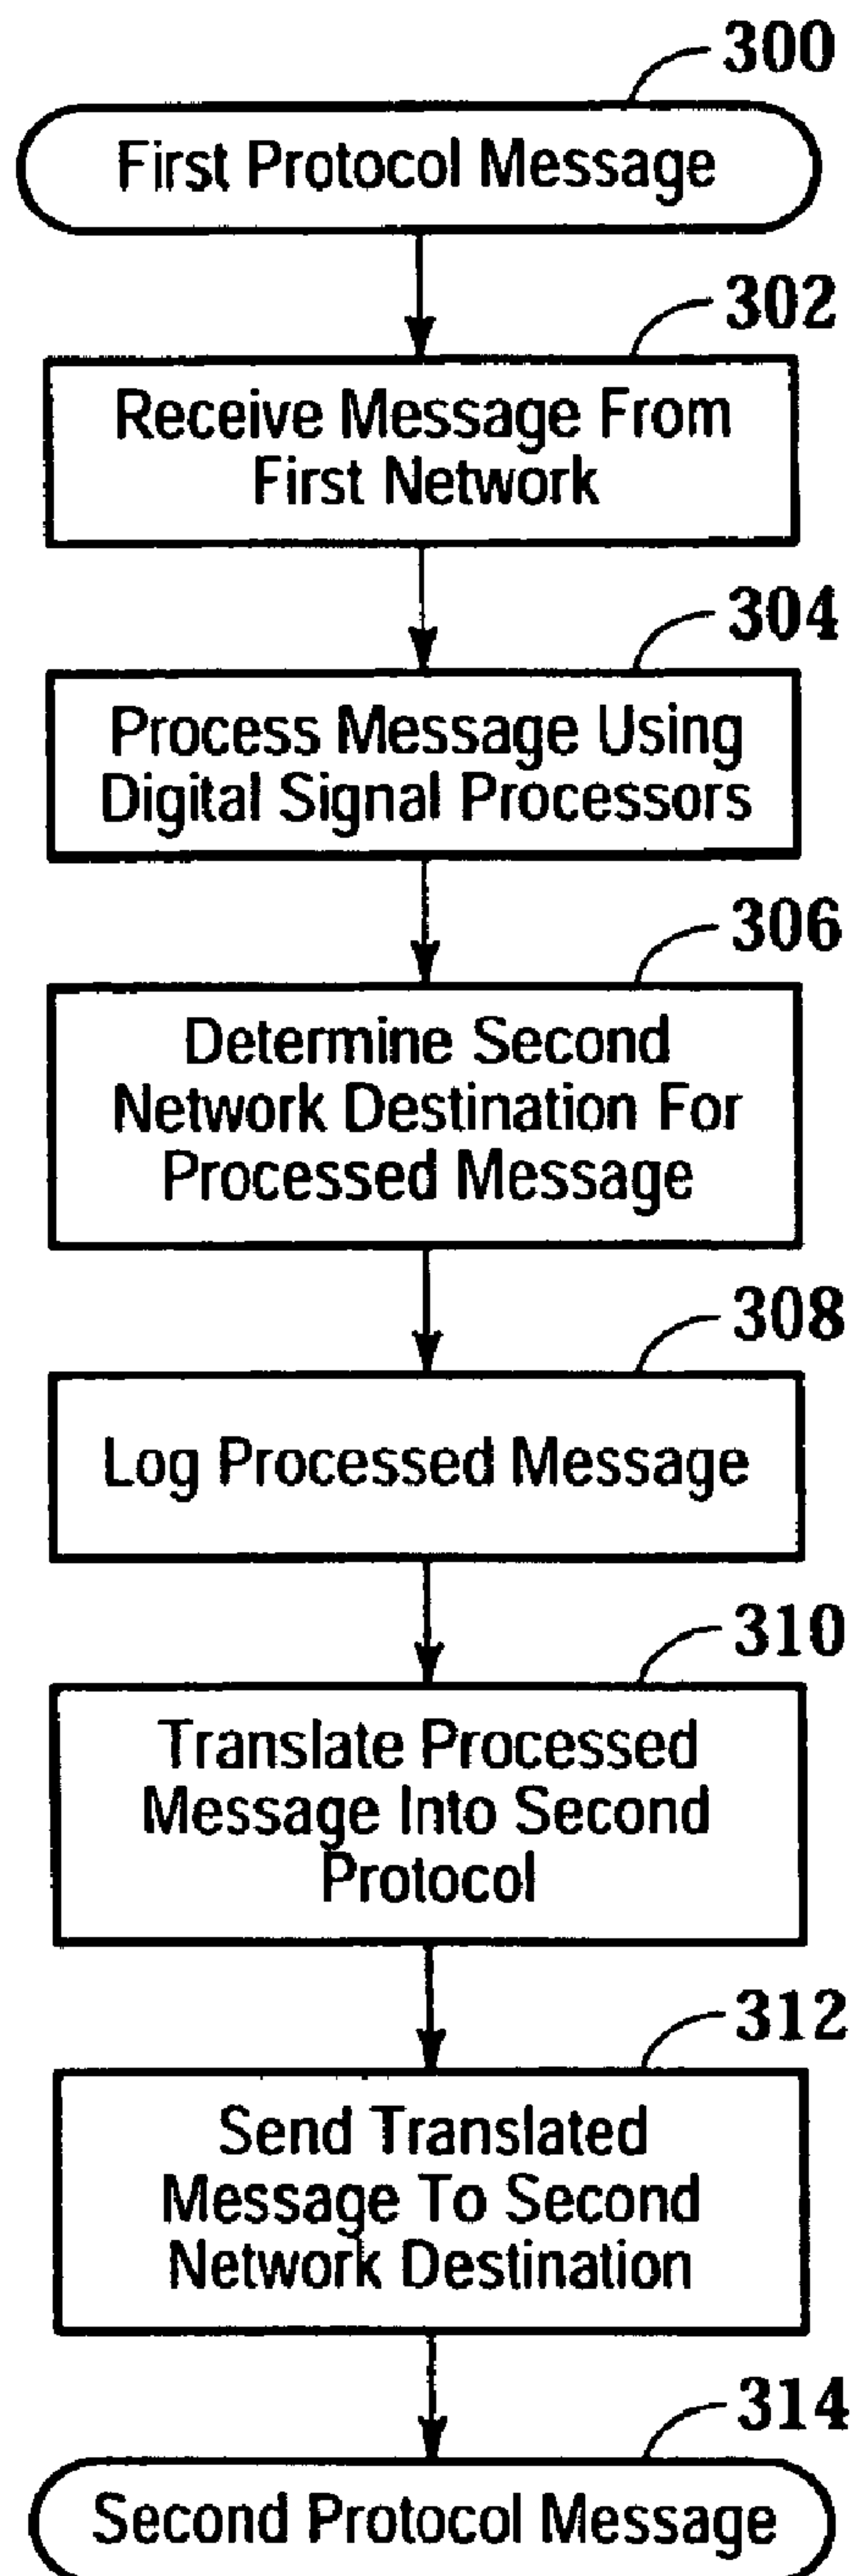 300
First Protocol Message
302
Receive Message From
First Network
304
Process Message Using
Digital Signal Processors
306
Determine Second
Network Destination For
Processed Message
308
Log Processed Message
310
Translate Processed
Message Into Second
Protocol
312
Send Translated
Message To Second
Network Destination
314
Second Protocol Message